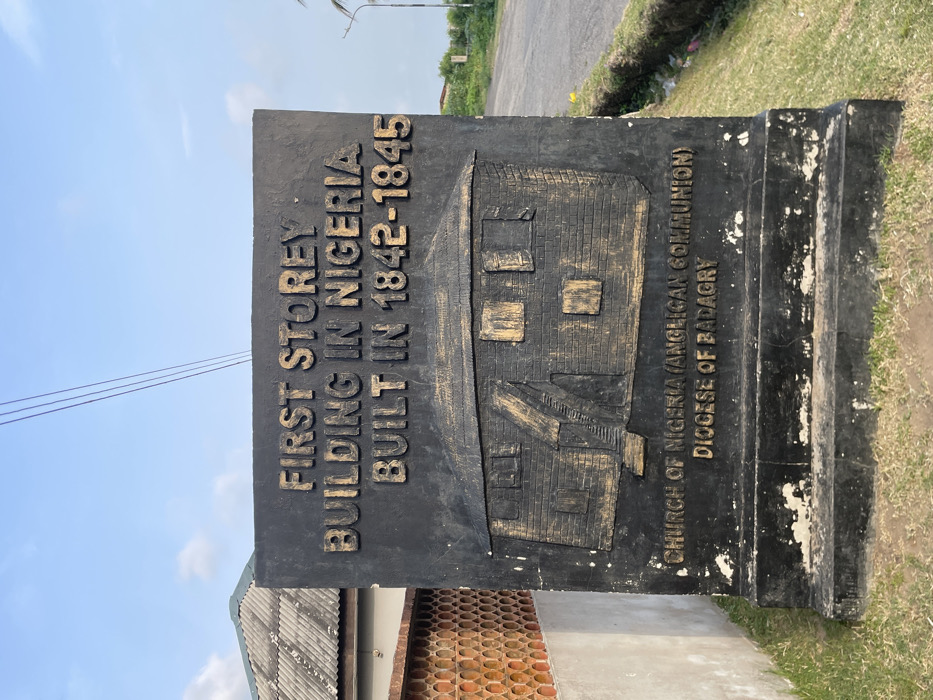 FIRST STOREY
BUILDING IN NIGERIA
BUILT IN 1842-1845
CHURCH OF NIGERIA (ANGLICAN COMMUNION)
DIOCESE OF BADAGRY